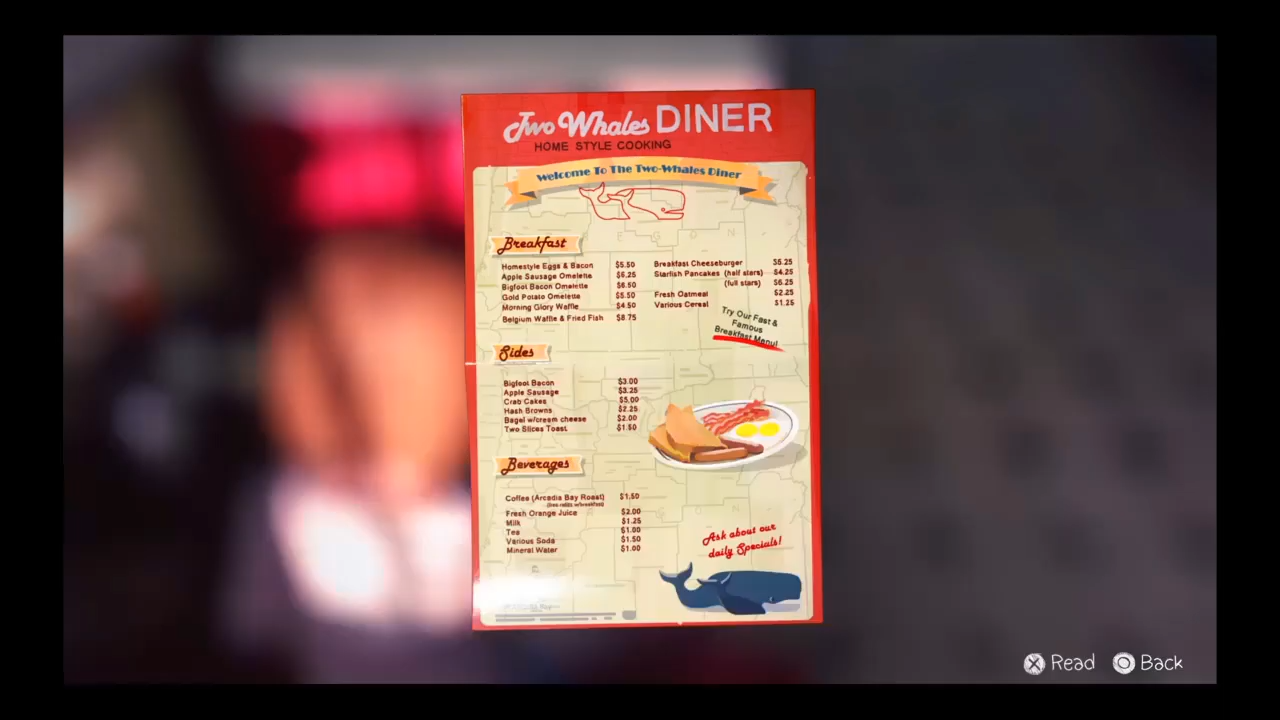 Two Whales DINER
HOME STYLE COOKING
Welcome To The Two-Whales Diner
Breakfast
Homestyle Eggs & Bacon $5.50
Apple Sausage Omelette $6.25
Bigfoot Bacon Omelette $6.50
Gold Potato Omelette $5.50
Morning Glory Waffle $4.50
Belgium Waffle & Fried Fish $8.75
Breakfast Cheeseburger $5.25
Starfish Pancakes (half stars) $4.25
(full stars) $6.25
Fresh Oatmeal $2.25
Various Cereal $1.25
Try Our Fast &
Famous
Breakfast Menu!
Sides
Bigfoot Bacon $3.00
Apple Sausage $3.25
Crab Cakes $5.00
Hash Browns $2.25
Bagel w/cream cheese $2.00
Two Slices Toast $1.50
Beverages
Coffee (Arcadia Bay Roast) $1.50
(free refills w/breakfast)
Fresh Orange Juice $2.00
Milk $1.25
Tea $1.00
Various Soda $1.50
Mineral Water $1.00
Ask about our
daily Specials!
Read Back